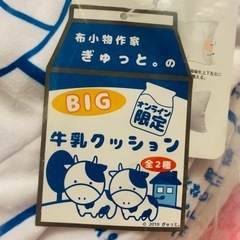 布小物作家
ぎゅっと。の
BIG
オンライン
限定
牛乳クッション
全2種
© 2019 ぎゅっと。